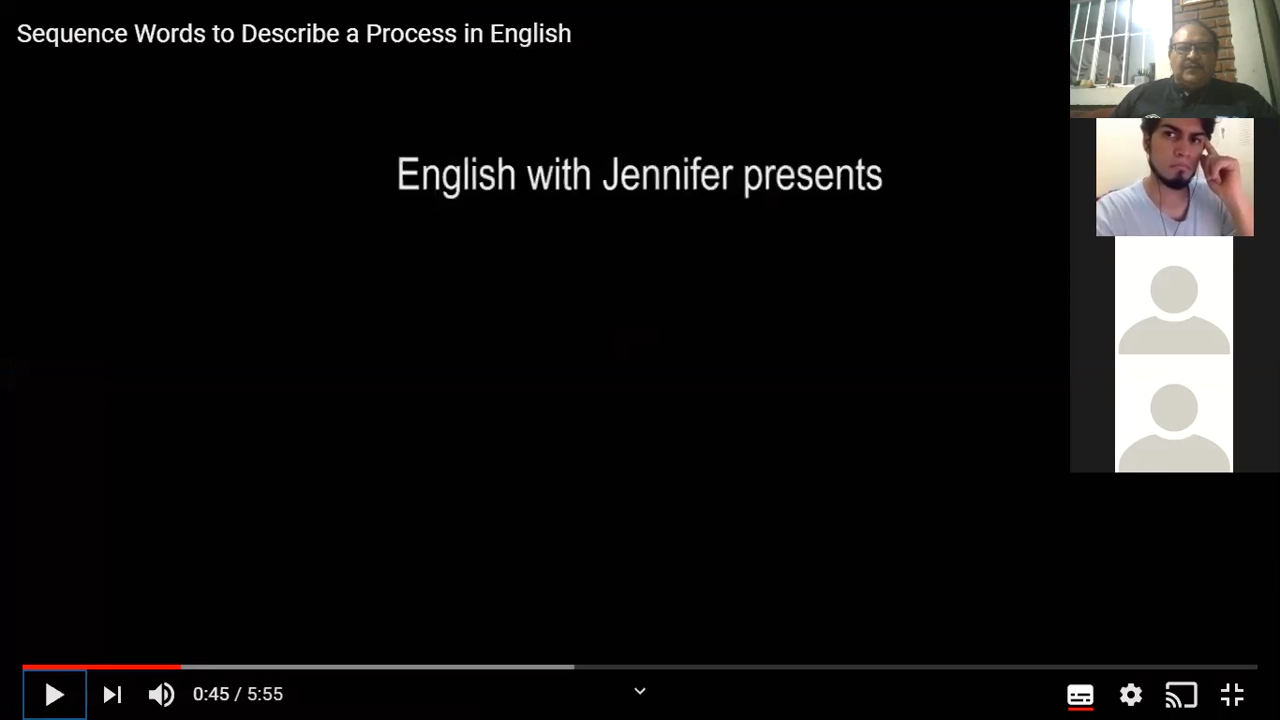 Sequence Words to Describe a Process in English
English with Jennifer presents
0:45 / 5:55